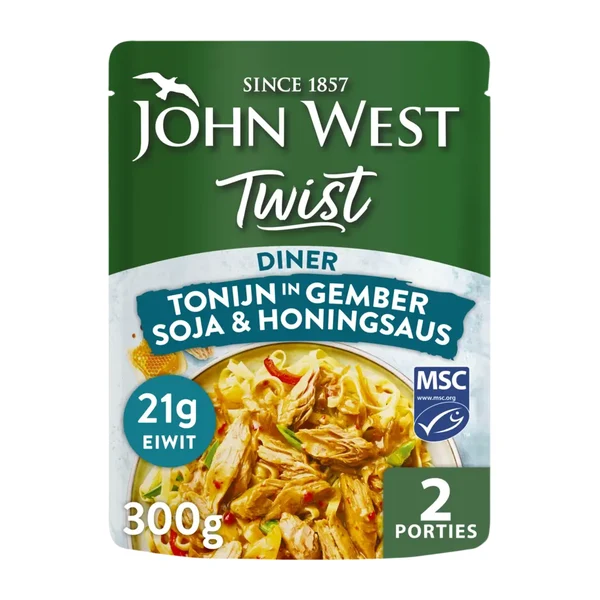 SINCE 1857
JOHN WEST
Twist
DINER
TONIJN IN GEMBER
SOJA & HONINGSAUS
21g
EIWIT
MSC
www.msc.org
300g
2
PORTIES